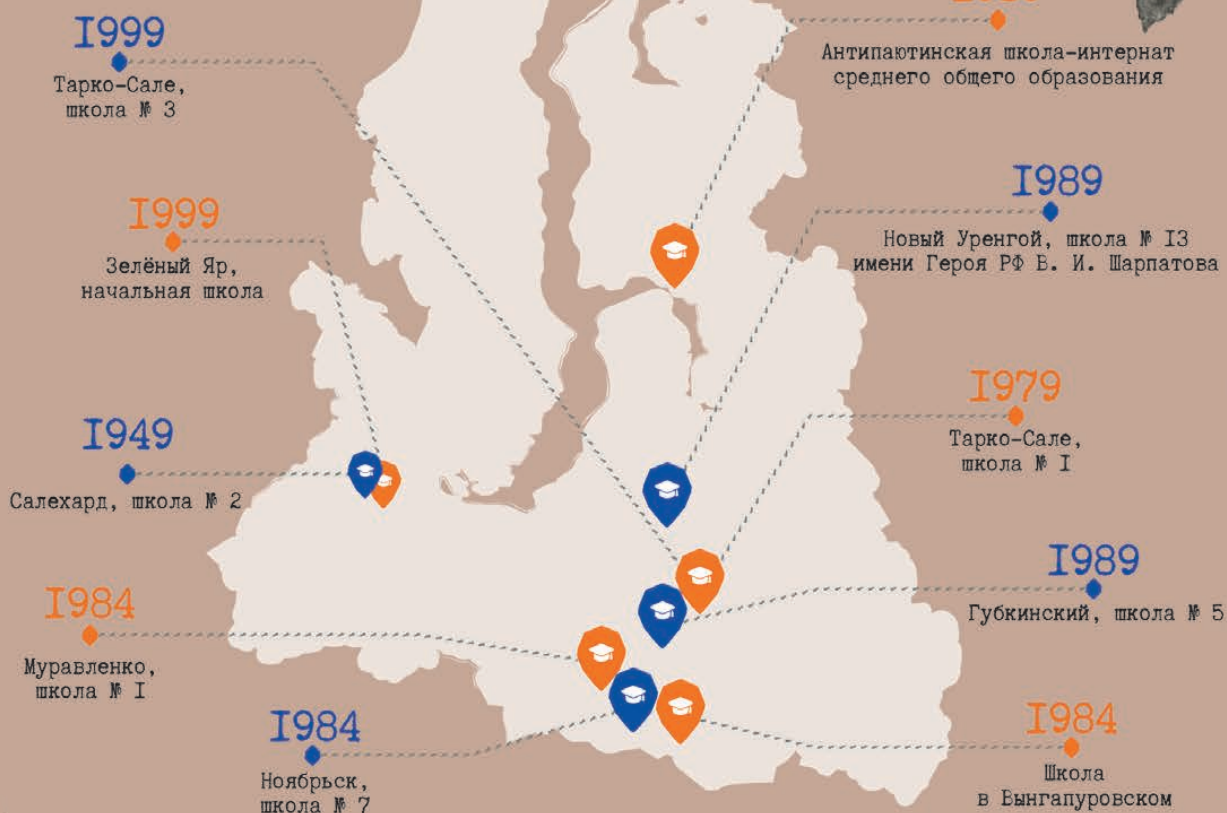 1999
Тарко-Сале,
школа № 3
Антипаютинская школа-интернат
среднего общего образования
1989
Новый Уренгой, школа № 13
имени Героя РФ В. И. Шарпатова
1999
Зелёный Яр,
начальная школа
1979
Тарко-Сале,
школа № 1
1949
Салехард, школа № 2
1989
Губкинский, школа № 5
1984
Муравленко,
школа № 1
1984
Ноябрьск,
школа № 7
1984
Школа
в Вынгапуровском